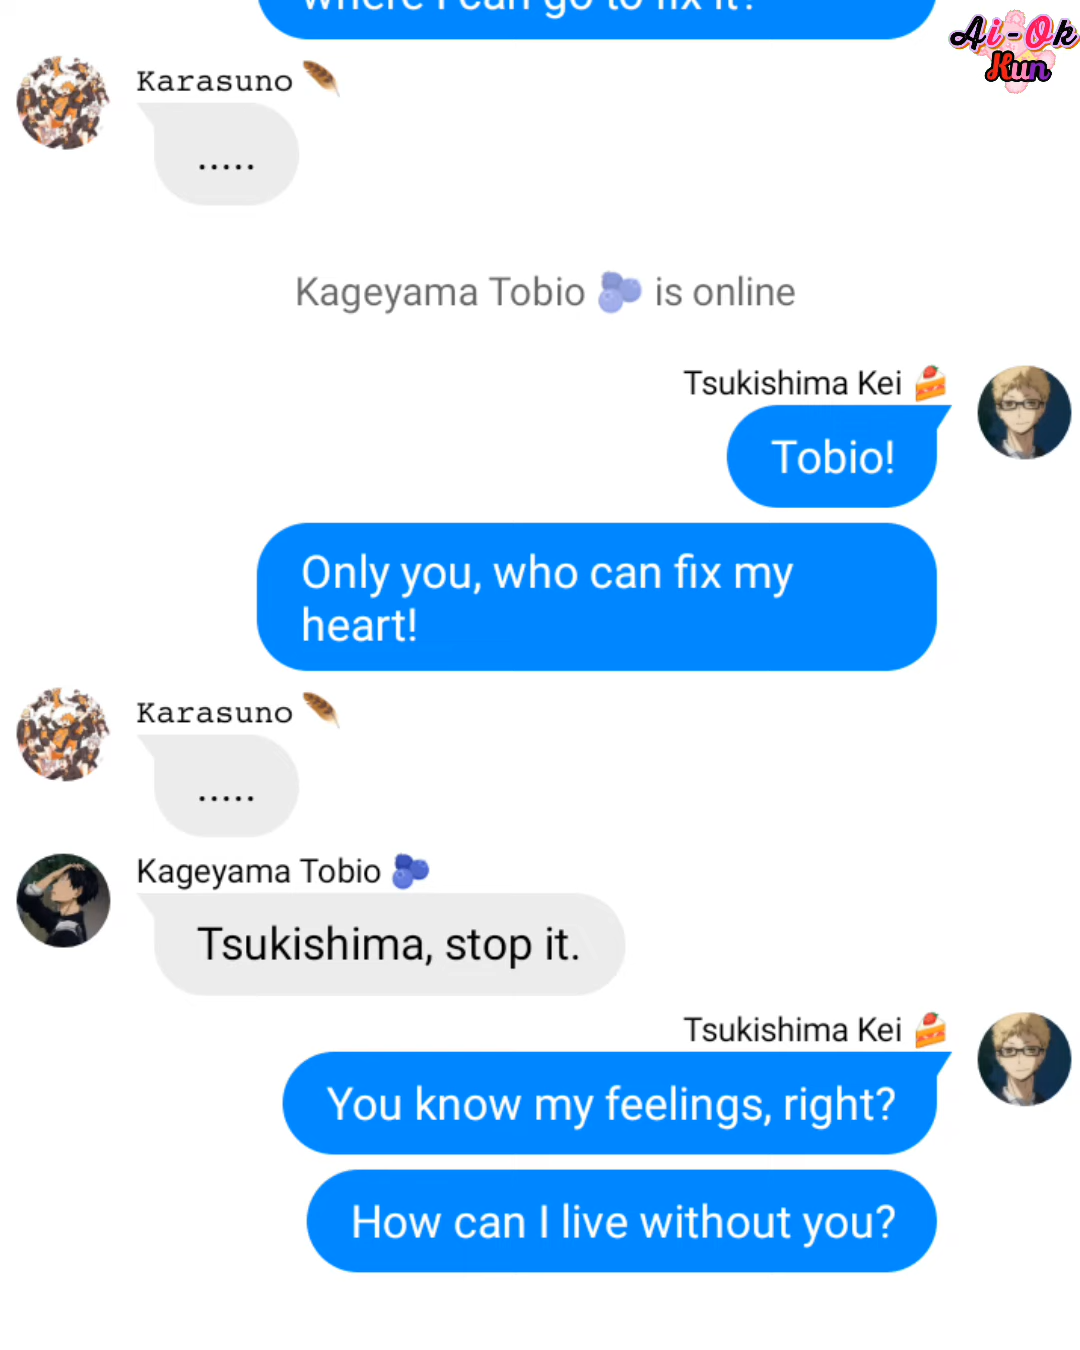 where I can go to fix it?
Ai-Ok
Kun
Karasuno
.....
Kageyama Tobio is online
Tsukishima Kei
Tobio!
Only you, who can fix my
heart!
Karasuno
.....
Kageyama Tobio
Tsukishima, stop it.
Tsukishima Kei
You know my feelings, right?
How can I live without you?